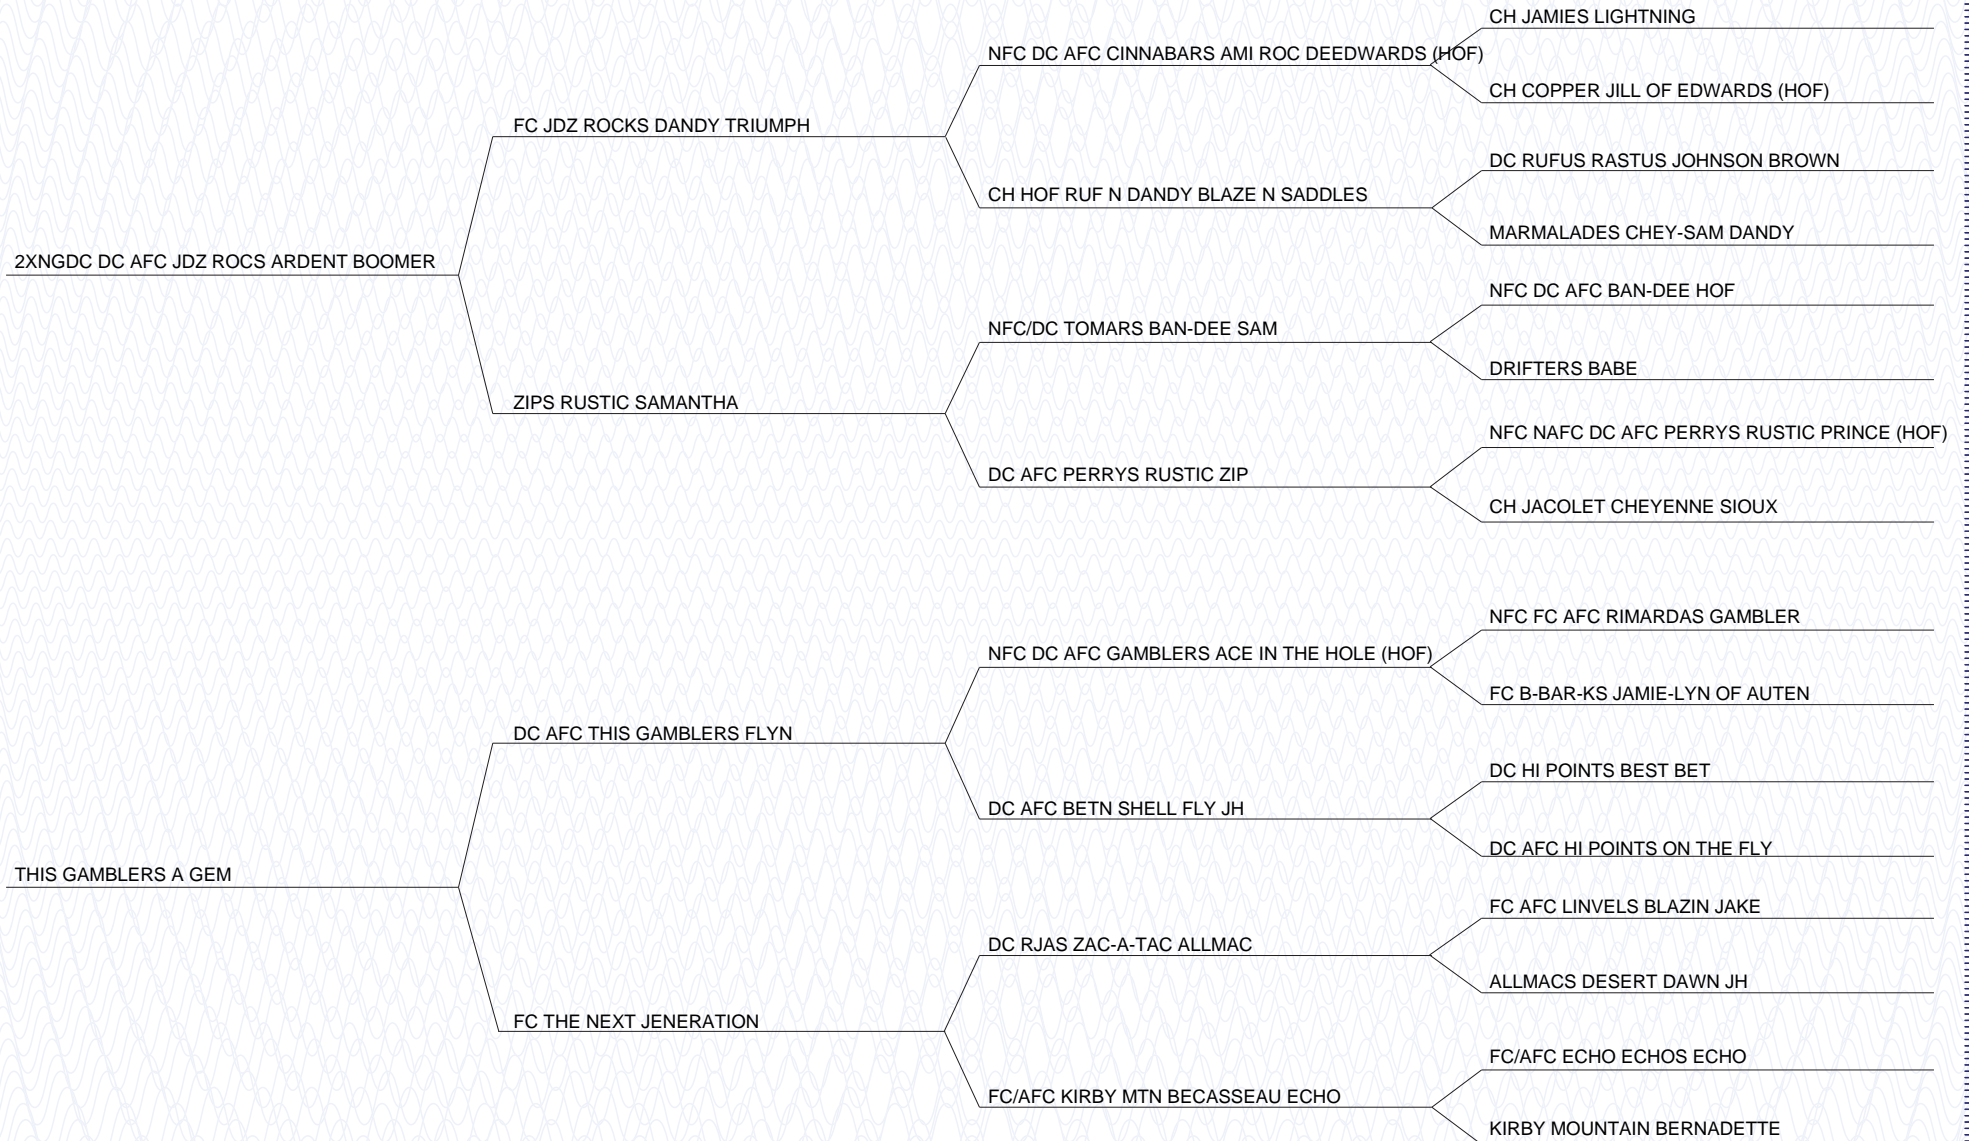 CH JAMIES LIGHTNING
NFC DC AFC CINNABARS AMI ROC DEEDWARDS (HOF)
CH COPPER JILL OF EDWARDS (HOF)
FC JDZ ROCKS DANDY TRIUMPH
DC RUFUS RASTUS JOHNSON BROWN
CH HOF RUF N DANDY BLAZE N SADDLES
MARMALADES CHEY-SAM DANDY
2XNGDC DC AFC JDZ ROCS ARDENT BOOMER
NFC DC AFC BAN-DEE HOF
NFC/DC TOMARS BAN-DEE SAM
DRIFTERS BABE
ZIPS RUSTIC SAMANTHA
NFC NAFC DC AFC PERRYS RUSTIC PRINCE (HOF)
DC AFC PERRYS RUSTIC ZIP
CH JACOLET CHEYENNE SIOUX
NFC FC AFC RIMARDAS GAMBLER
NFC DC AFC GAMBLERS ACE IN THE HOLE (HOF)
FC B-BAR-KS JAMIE-LYN OF AUTEN
DC AFC THIS GAMBLERS FLYN
DC HI POINTS BEST BET
DC AFC BETN SHELL FLY JH
DC AFC HI POINTS ON THE FLY
THIS GAMBLERS A GEM
FC AFC LINVELS BLAZIN JAKE
DC RJAS ZAC-A-TAC ALLMAC
ALLMACS DESERT DAWN JH
FC THE NEXT JENERATION
FC/AFC ECHO ECHOS ECHO
FC/AFC KIRBY MTN BECASSEAU ECHO
KIRBY MOUNTAIN BERNADETTE